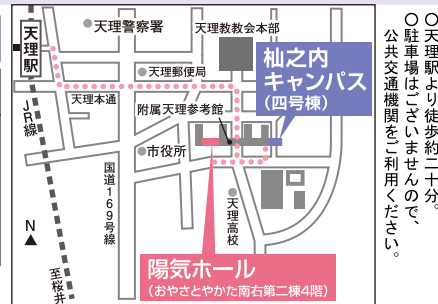 ○天理駅より徒歩約二十分。
○駐車場はございませんので、
公共交通機関をご利用ください。
天理警察署
天理教教会本部
天理駅
天理郵便局
杣之内
キャンパス
(四号棟)
天理本通
附属天理参考館
JR線
市役所
国道169号線
天理高校
N
陽気ホール
(おやさとやかた南右第二棟4階)
至桜井